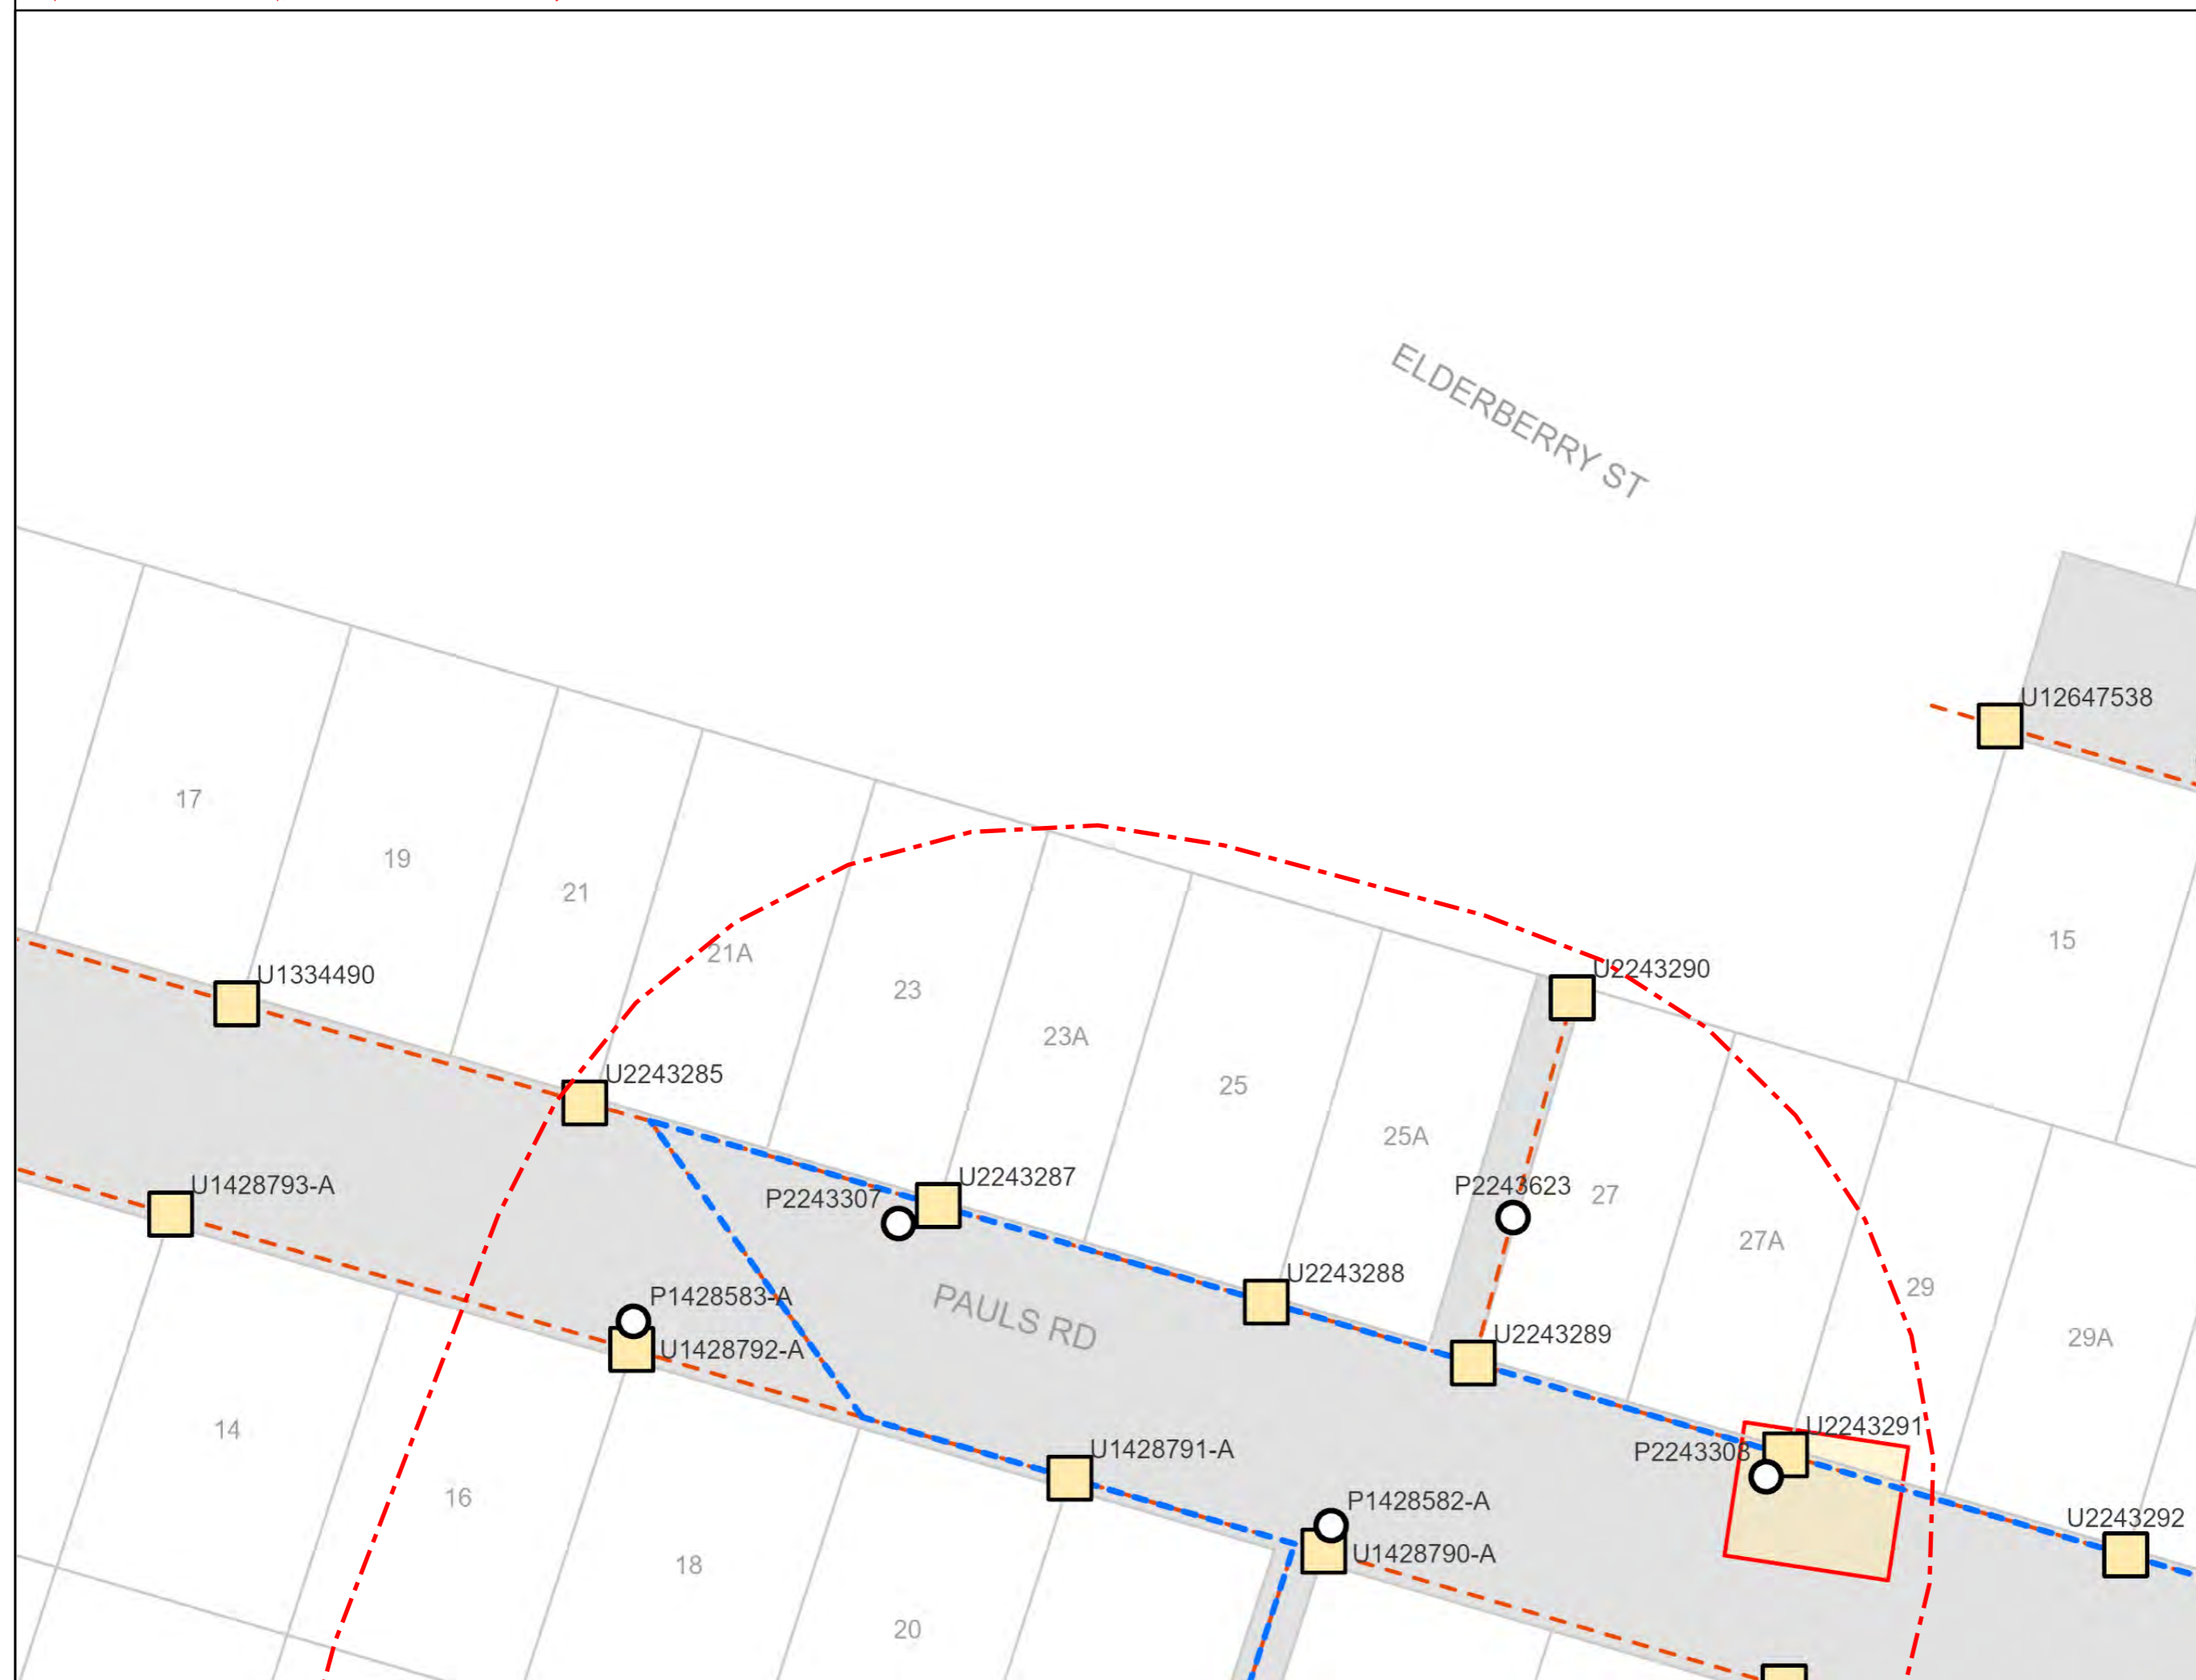 ELDERBERRY ST
U12647538
17
19
21
21A
15
23
U2243290
U1334490
23A
U2243285
25
25A
U1428793-A
U2243287
P2243307
P2243623
27
27A
U2243288
29
P1428583-A
PAULS RD
U2243289
29A
U1428792-A
14
U2243291
U1428791-A
P2243308
16
P1428582-A
U2243292
U1428790-A
18
20